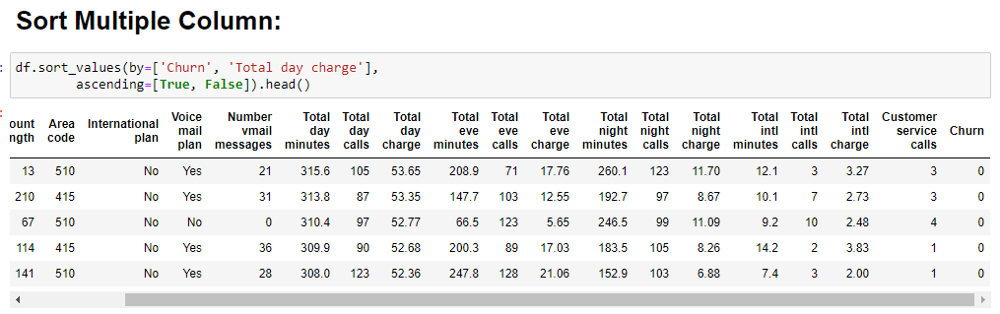 Sort Multiple Column:
df.sort_values(by=['Churn', 'Total day charge'],
ascending=[True, False]).head()
ount ngth Area code International plan Voice mail plan Number vmail messages Total day minutes Total day calls Total day charge Total eve minutes Total eve calls Total eve charge Total night minutes Total night calls Total night charge Total intl minutes Total intl calls Total intl charge Customer service calls Churn
13 510 No Yes 21 315.6 105 53.65 208.9 71 17.76 260.1 123 11.70 12.1 3 3.27 3 0
210 415 No Yes 31 313.8 87 53.35 147.7 103 12.55 192.7 97 8.67 10.1 7 2.73 3 0
67 510 No No 0 310.4 97 52.77 66.5 123 5.65 246.5 99 11.09 9.2 10 2.48 4 0
114 415 No Yes 36 309.9 90 52.68 200.3 89 17.03 183.5 105 8.26 14.2 2 3.83 1 0
141 510 No Yes 28 308.0 123 52.36 247.8 128 21.06 152.9 103 6.88 7.4 3 2.00 1 0